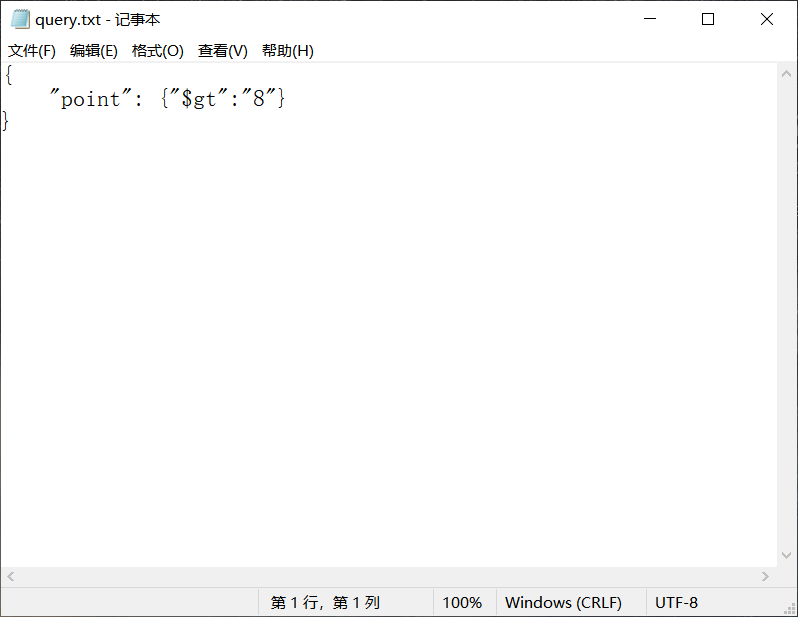 query.txt - 记事本
文件(F) 编辑(E) 格式(O) 查看(V) 帮助(H)
{
    "point": {"$gt":"8"}
}
第 1 行，第 1 列 100% Windows (CRLF) UTF-8